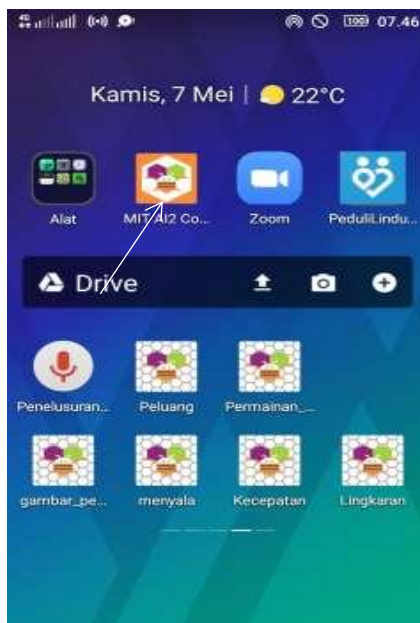 07.46
Kamis, 7 Mei | 22°C
Alat
MIT AI2 Co...
Zoom
PeduliLindu...
Drive
Penelusuran...
Peluang
Permainan_...
gambar_pe...
menyala
Kecepatan
Lingkaran